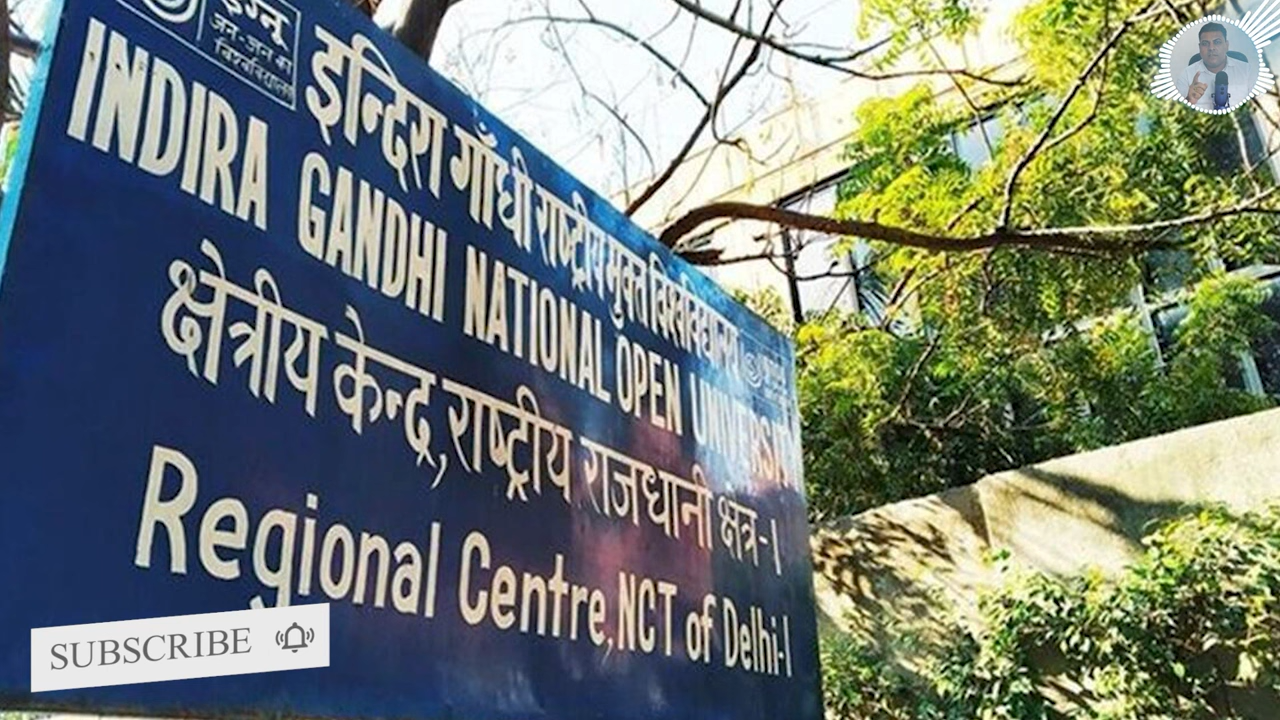 इग्नू
जन-जन का
विश्वविद्यालय
इन्दिरा गाँधी राष्ट्रीय मुक्त विश्वविद्यालय
INDIRA GANDHI NATIONAL OPEN UNIVERSITY
क्षेत्रीय केन्द्र, राष्ट्रीय राजधानी क्षेत्र-I
Regional Centre, NCT of Delhi-I
SUBSCRIBE